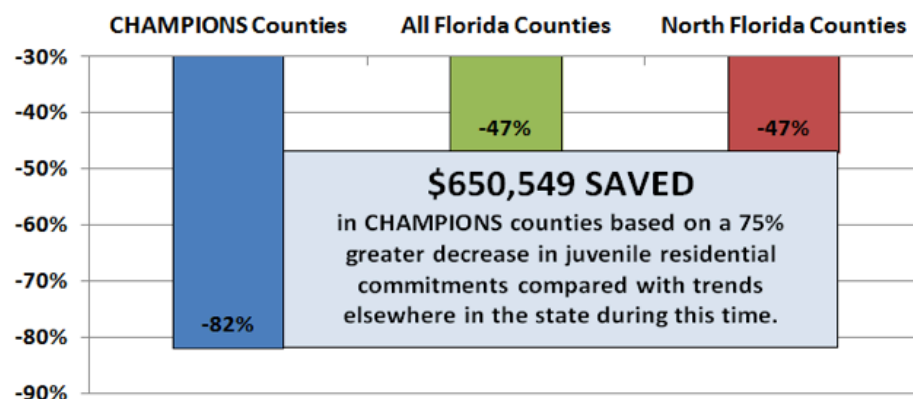 CHAMPIONS Counties All Florida Counties North Florida Counties
-30%
-40%
-47% -47%
-50%
$650,549 SAVED
in CHAMPIONS counties based on a 75%
-60%
greater decrease in juvenile residential
-70%
commitments compared with trends
elsewhere in the state during this time.
-82%
-80%
-90%